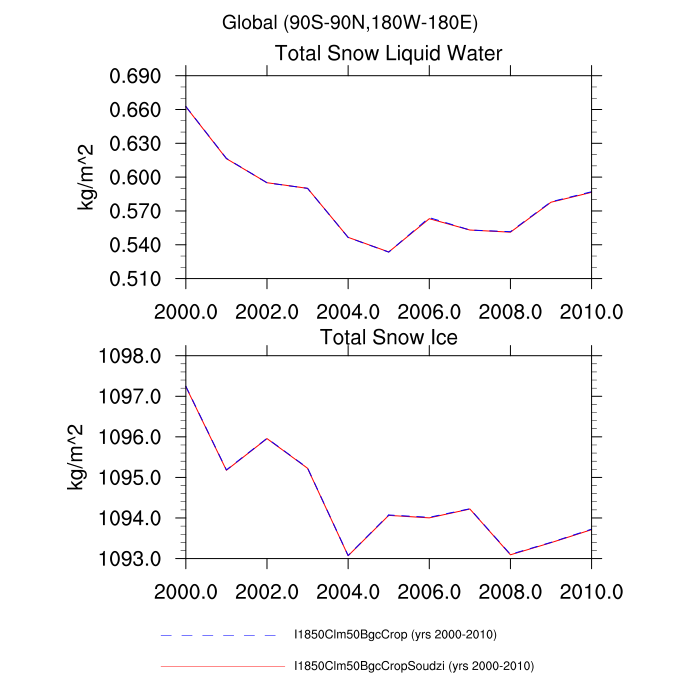 Global (90S-90N,180W-180E)
Total Snow Liquid Water
0.690
0.660
0.630
0.600
0.570
0.540
0.510
kg/m^2
2000.0 2002.0 2004.0 2006.0 2008.0 2010.0
Total Snow Ice
1098.0
1097.0
1096.0
1095.0
1094.0
1093.0
kg/m^2
2000.0 2002.0 2004.0 2006.0 2008.0 2010.0
I1850Clm50BgcCrop (yrs 2000-2010)
I1850Clm50BgcCropSoudzi (yrs 2000-2010)